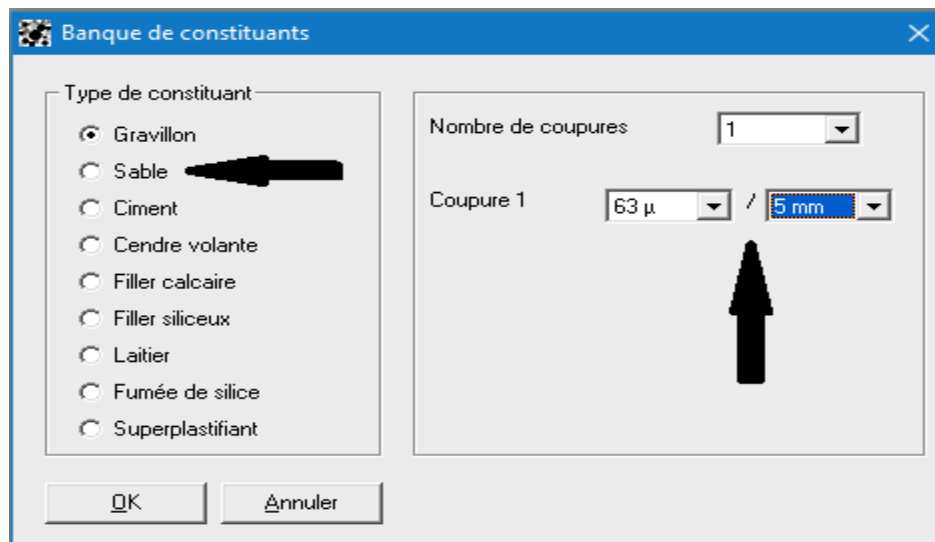 Banque de constituants
Type de constituant
Gravillon
Sable
Ciment
Cendre volante
Filler calcaire
Filler siliceux
Laitier
Fumée de silice
Superplastifiant
Nombre de coupures 1
Coupure 1 63 µ / 5 mm
OK Annuler